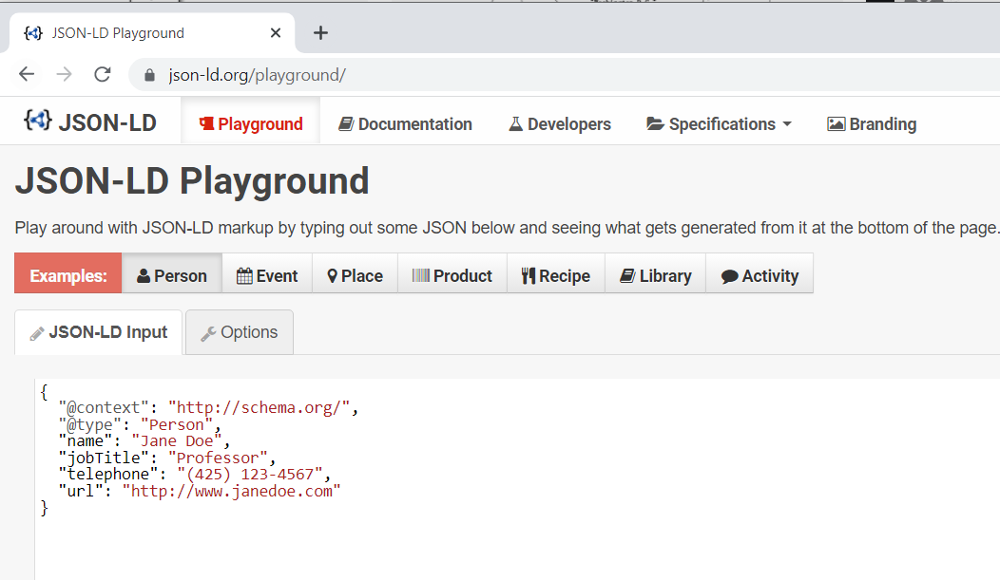 JSON-LD Playground
json-ld.org/playground/
JSON-LD Playground Documentation Developers Specifications Branding
JSON-LD Playground
Play around with JSON-LD markup by typing out some JSON below and seeing what gets generated from it at the bottom of the page.
Examples: Person Event Place Product Recipe Library Activity
JSON-LD Input Options
{
"@context": "http://schema.org/",
"@type": "Person",
"name": "Jane Doe",
"jobTitle": "Professor",
"telephone": "(425) 123-4567",
"url": "http://www.janedoe.com"
}